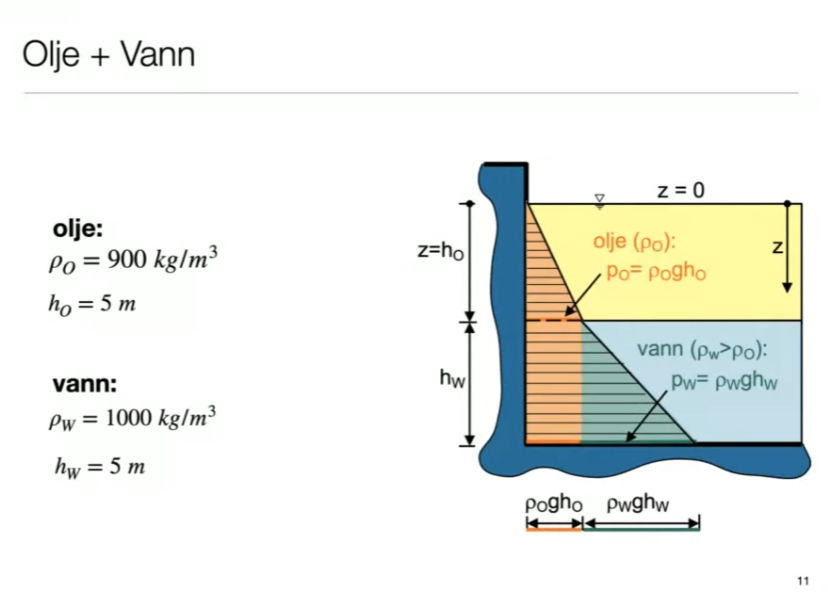 Olje + Vann
olje:
ρO = 900 kg/m³
hO = 5 m
vann:
ρW = 1000 kg/m³
hW = 5 m
z = 0
z=hO
olje (ρO):
pO= ρOghO
z
hW
vann (ρW>ρO):
pW= ρWghW
ρOghO ρWghW
11